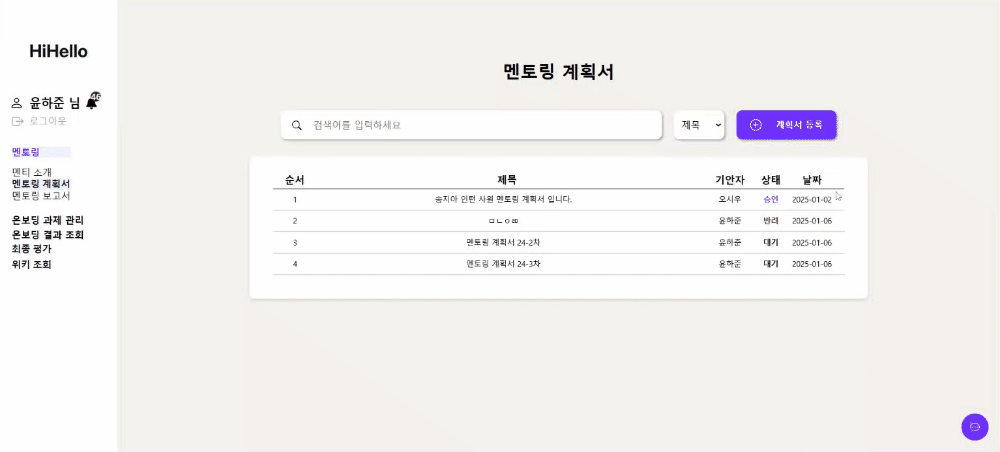 HiHello
윤하준 님 46
로그아웃
멘토링
멘티 소개
멘토링 계획서
멘토링 보고서
온보딩 과제 관리
온보딩 결과 조회
최종 평가
위키 조회
멘토링 계획서
검색어를 입력하세요 제목 계획서 등록
순서 제목 기안자 상태 날짜
1 송지아 인턴 사원 멘토링 계획서 입니다. 오시우 승인 2025-01-02
2 윤하준 반려 2025-01-06
3 멘토링 계획서 24-2차 윤하준 대기 2025-01-06
4 멘토링 계획서 24-3차 윤하준 대기 2025-01-06